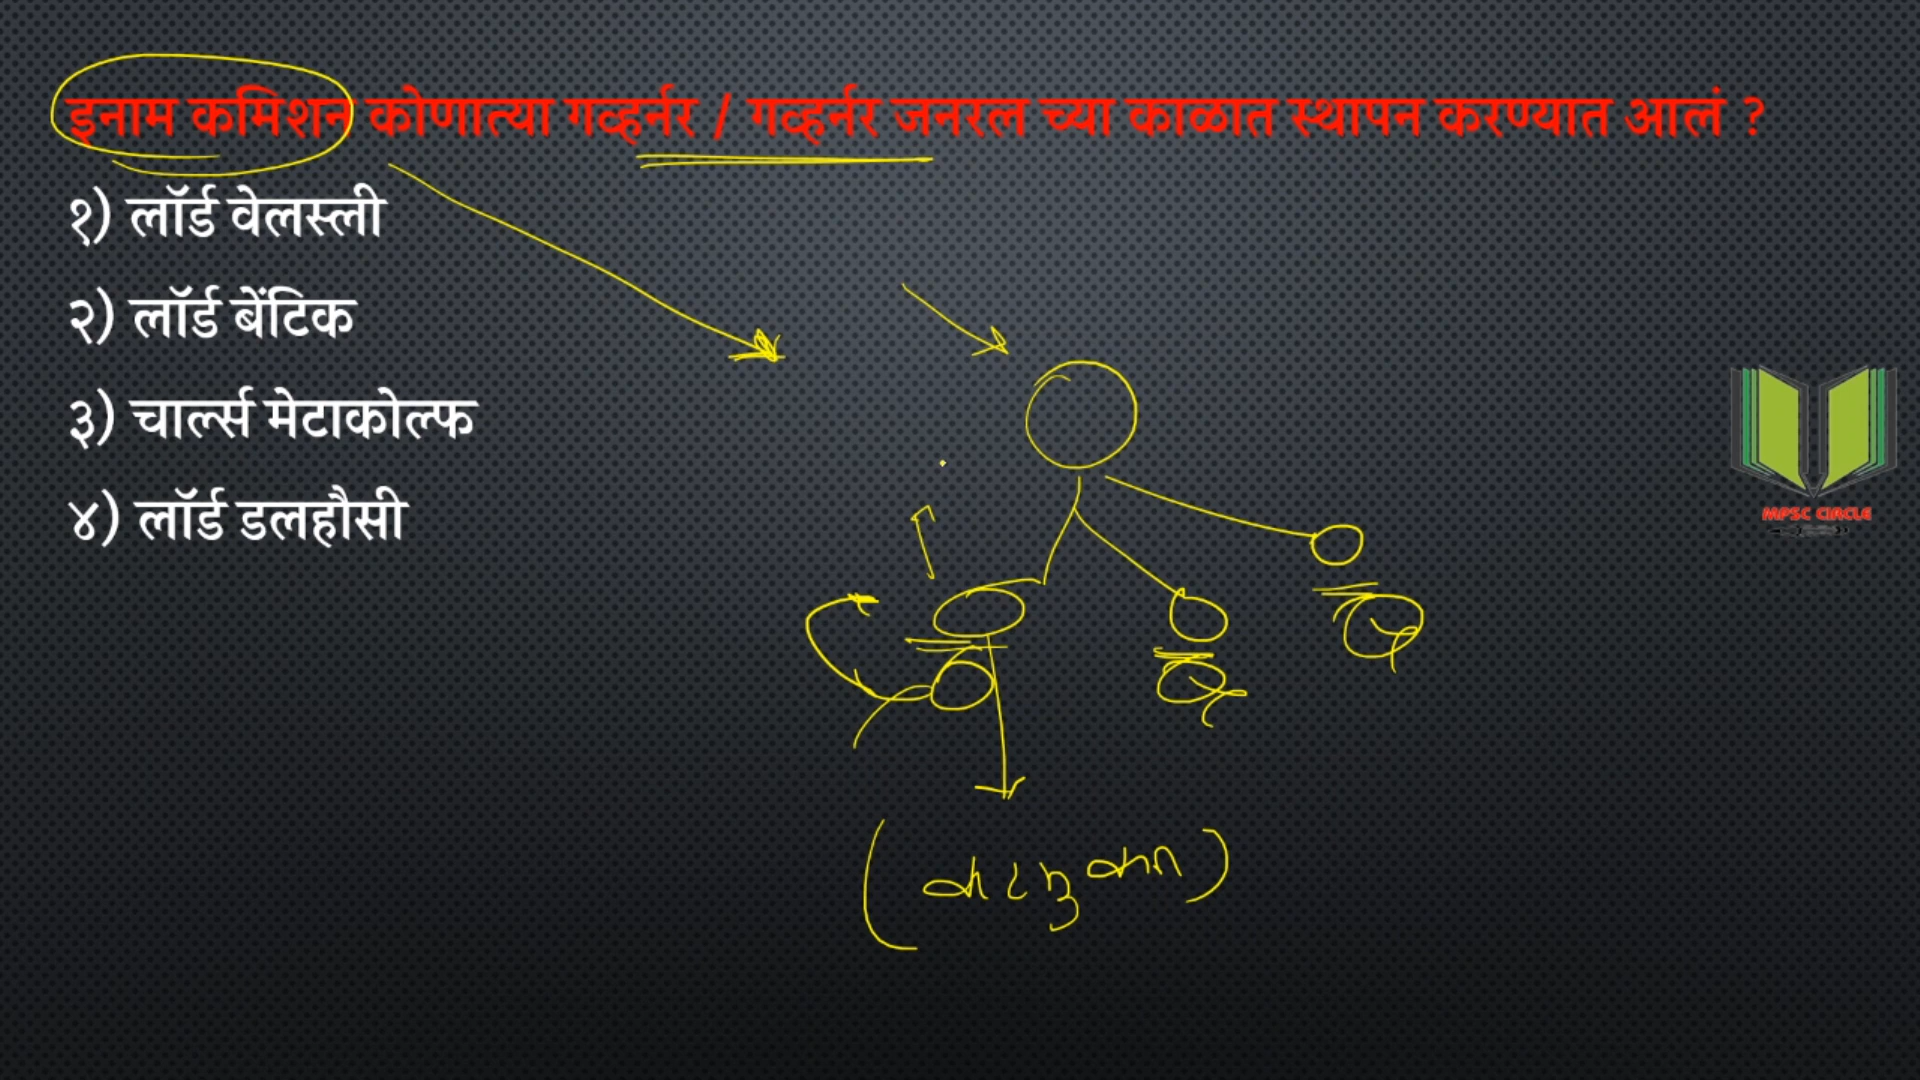 इनाम कमिशन कोणात्या गव्हर्नर / गव्हर्नर जनरल च्या काळात स्थापन करण्यात आलं ?
१) लॉर्ड वेलस्ली
२) लॉर्ड बेंटिक
३) चार्ल्स मेटाकोल्फ
४) लॉर्ड डलहौसी
MPSC CIRCLE